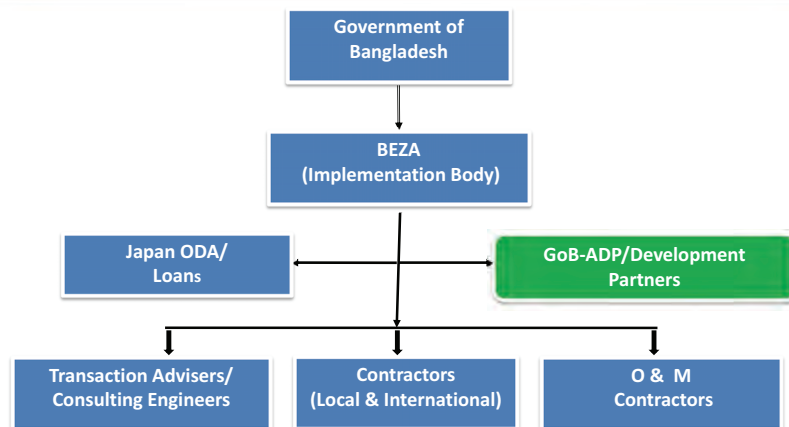 Government of
Bangladesh
BEZA
(Implementation Body)
Japan ODA/
Loans
GoB-ADP/Development
Partners
Transaction Advisers/
Consulting Engineers
Contractors
(Local & International)
O & M
Contractors